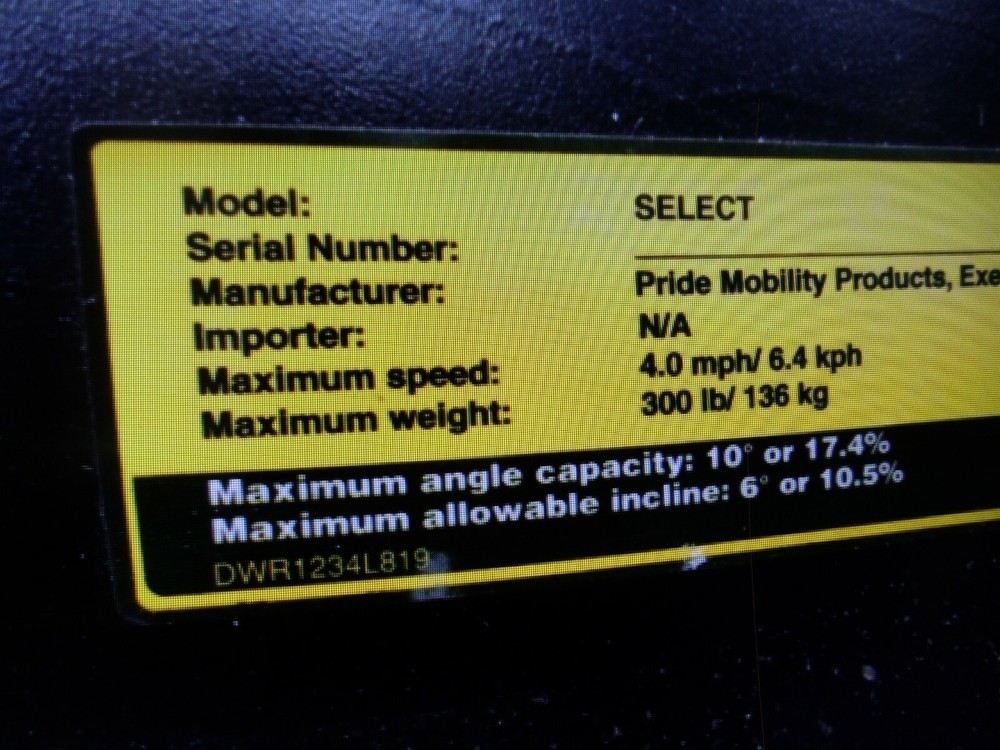 Model: SELECT
Serial Number:
Manufacturer: Pride Mobility Products, Exe
Importer: N/A
Maximum speed: 4.0 mph/ 6.4 kph
Maximum weight: 300 lb/ 136 kg
Maximum angle capacity: 10° or 17.4%
Maximum allowable incline: 6° or 10.5%
DWR1234L819